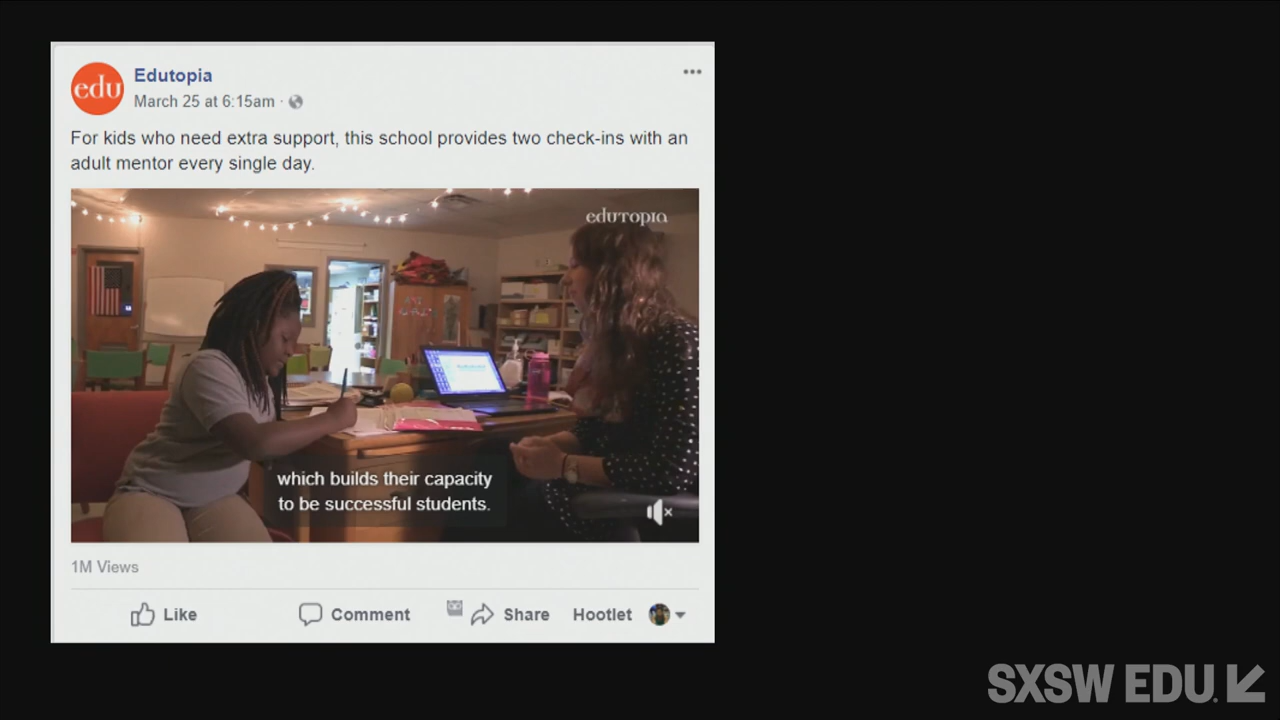 edu
Edutopia
March 25 at 6:15am ·
For kids who need extra support, this school provides two check-ins with an
adult mentor every single day.
edutopia
which builds their capacity
to be successful students.
1M Views
Like
Comment
Share
Hootlet
SXSW EDU.